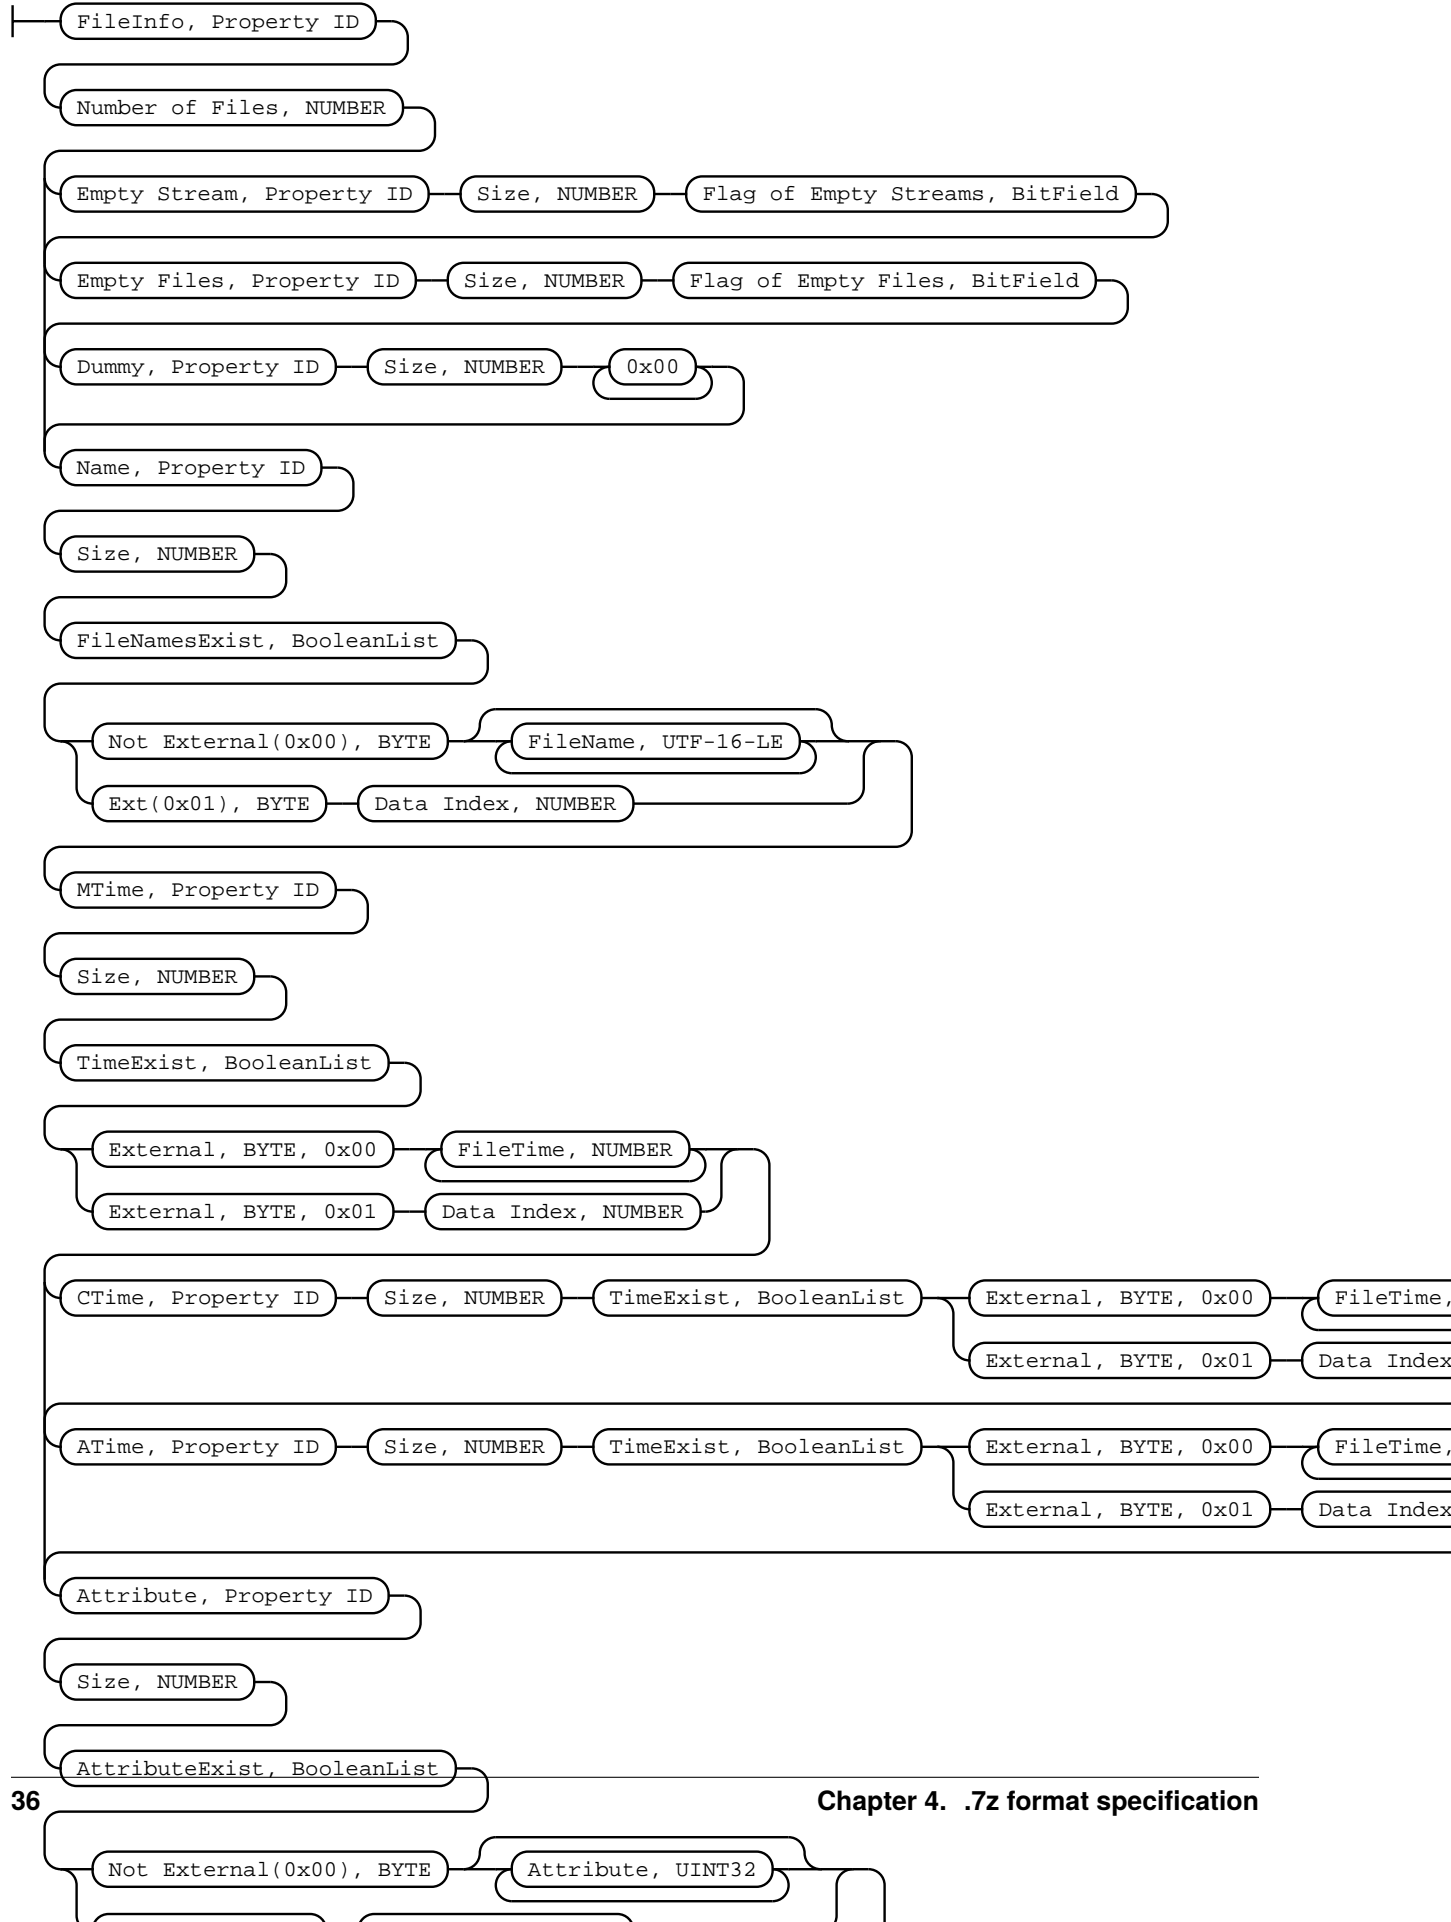 FileInfo, Property ID
Number of Files, NUMBER
Empty Stream, Property ID Size, NUMBER Flag of Empty Streams, BitField
Empty Files, Property ID Size, NUMBER Flag of Empty Files, BitField
Dummy, Property ID Size, NUMBER 0x00
Name, Property ID
Size, NUMBER
FileNamesExist, BooleanList
Not External(0x00), BYTE FileName, UTF-16-LE
Ext(0x01), BYTE Data Index, NUMBER
MTime, Property ID
Size, NUMBER
TimeExist, BooleanList
External, BYTE, 0x00 FileTime, NUMBER
External, BYTE, 0x01 Data Index, NUMBER
CTime, Property ID Size, NUMBER TimeExist, BooleanList External, BYTE, 0x00 FileTime,
External, BYTE, 0x01 Data Index
ATime, Property ID Size, NUMBER TimeExist, BooleanList External, BYTE, 0x00 FileTime,
External, BYTE, 0x01 Data Index
Attribute, Property ID
Size, NUMBER
AttributeExist, BooleanList
36 Chapter 4. .7z format specification
Not External(0x00), BYTE Attribute, UINT32